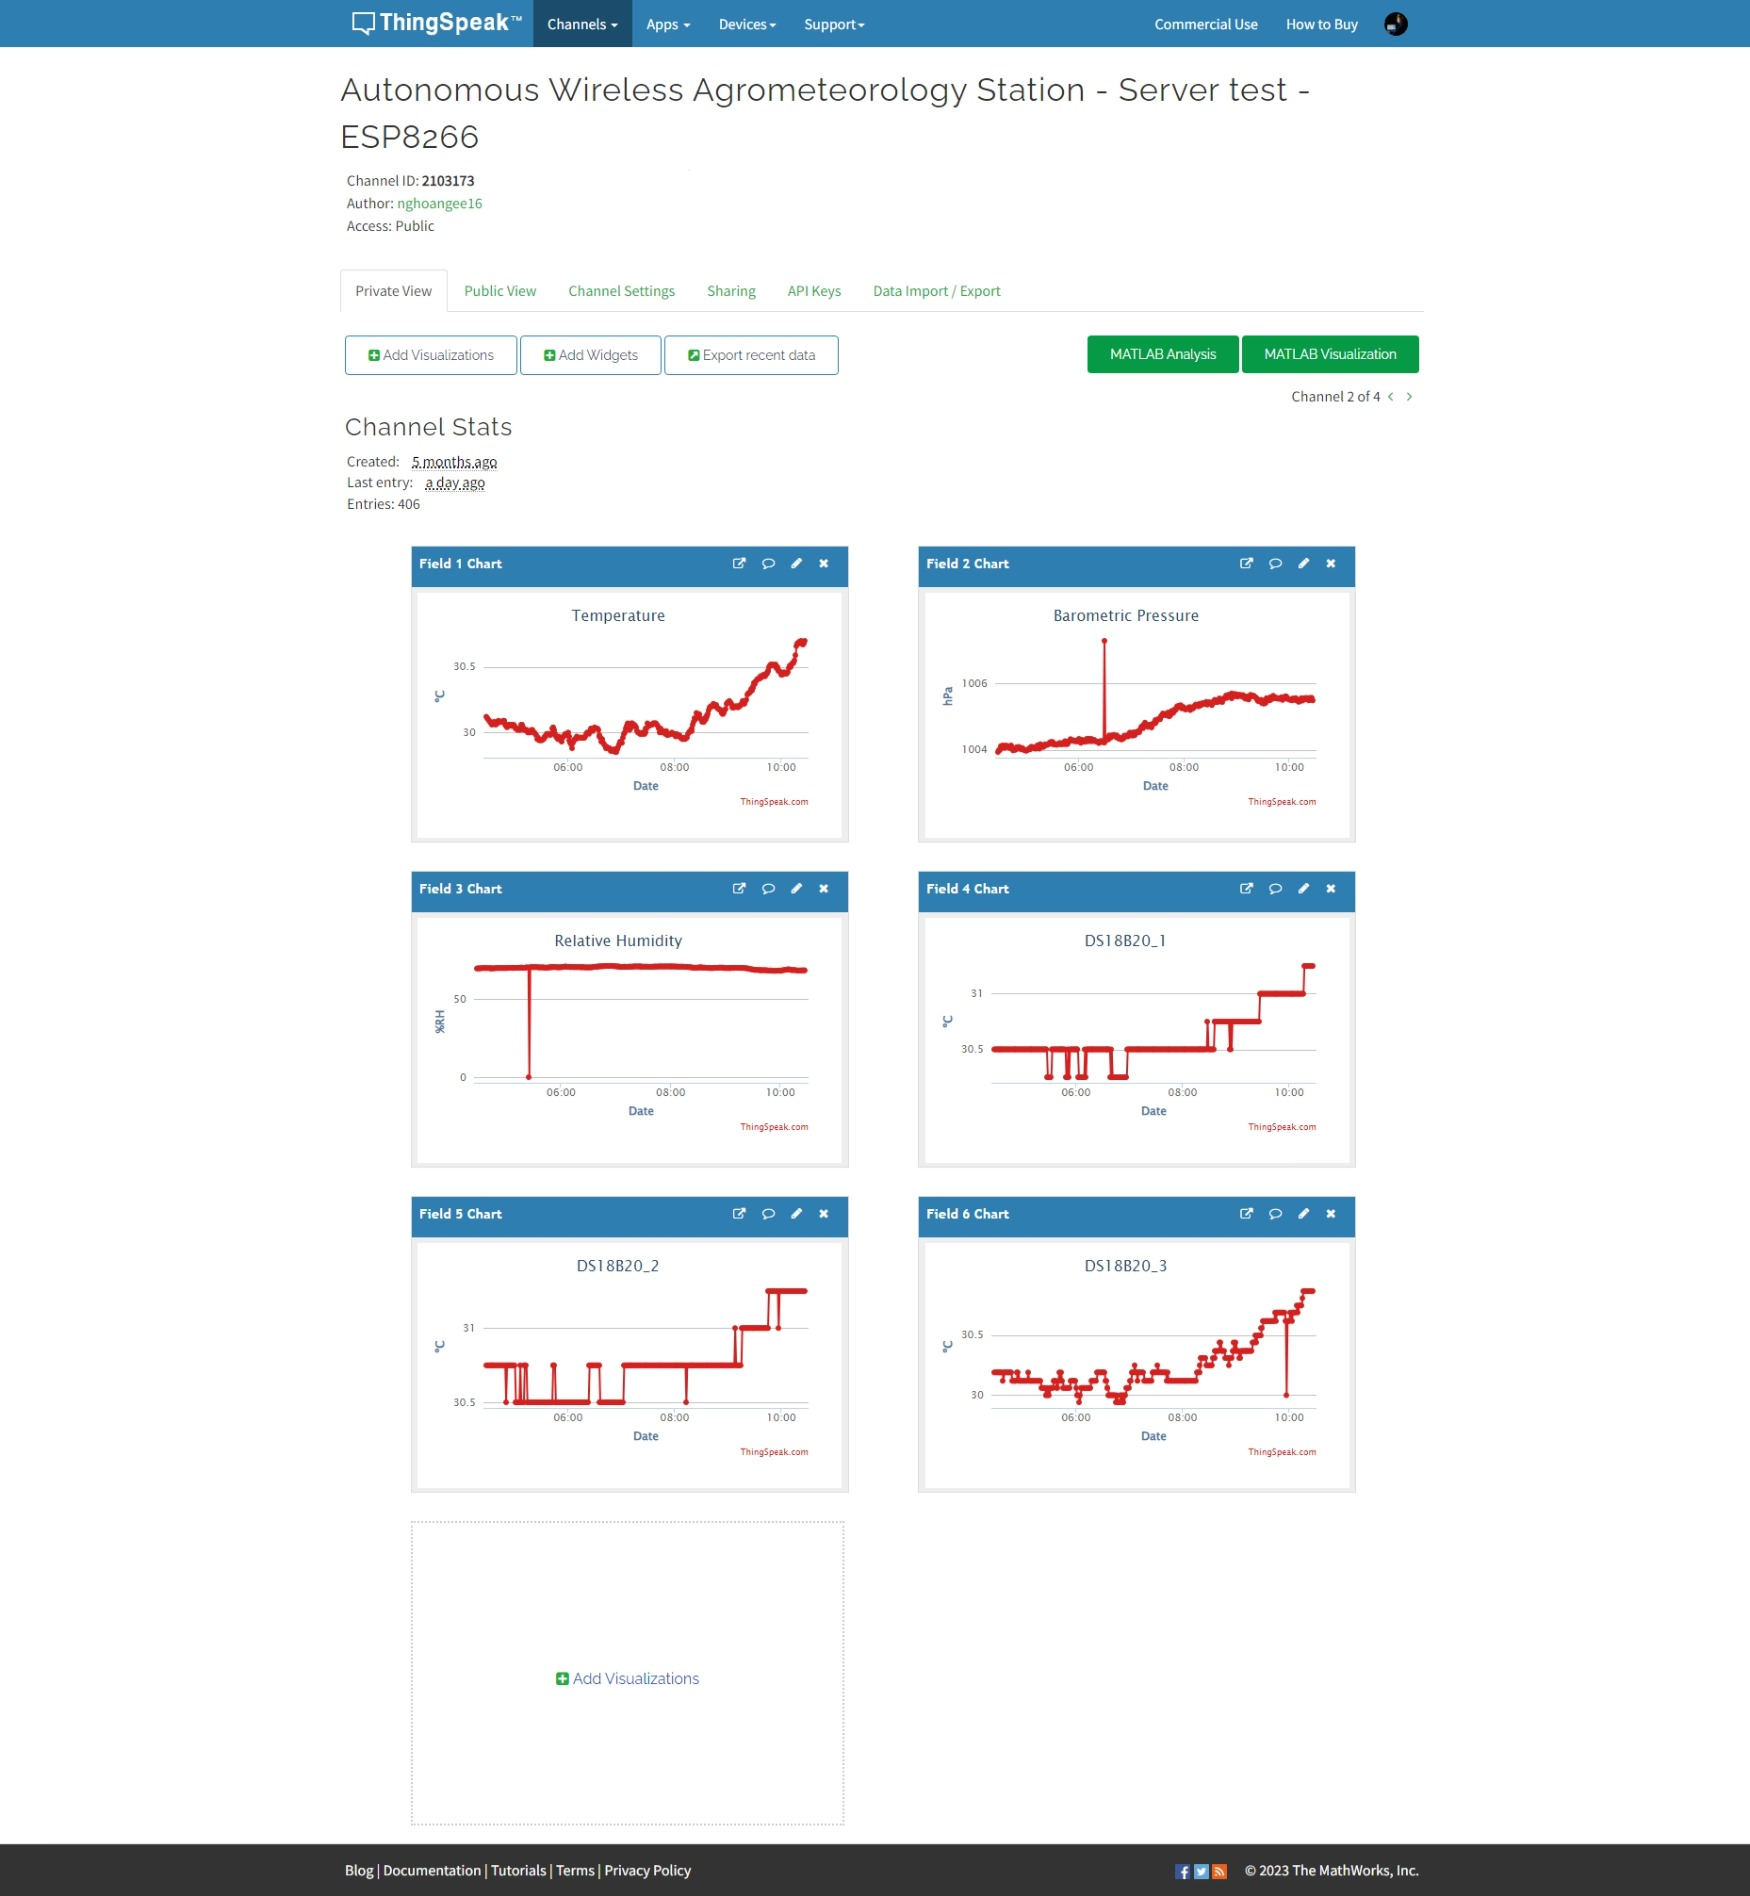 ThingSpeak™ Channels Apps Devices Support Commercial Use How to Buy
Autonomous Wireless Agrometeorology Station - Server test -
ESP8266
Channel ID: 2103173
Author: nghoangee16
Access: Public
Private View Public View Channel Settings Sharing API Keys Data Import / Export
Add Visualizations Add Widgets Export recent data MATLAB Analysis MATLAB Visualization
Channel 2 of 4 < >
Channel Stats
Created: 5 months ago
Last entry: a day ago
Entries: 406
Field 1 Chart
Temperature
°C
30.5
30
06:00 08:00 10:00
Date
ThingSpeak.com
Field 2 Chart
Barometric Pressure
hPa
1006
1004
06:00 08:00 10:00
Date
ThingSpeak.com
Field 3 Chart
Relative Humidity
%RH
50
0
06:00 08:00 10:00
Date
ThingSpeak.com
Field 4 Chart
DS18B20_1
°C
31
30.5
06:00 08:00 10:00
Date
ThingSpeak.com
Field 5 Chart
DS18B20_2
°C
31
30.5
06:00 08:00 10:00
Date
ThingSpeak.com
Field 6 Chart
DS18B20_3
°C
30.5
30
06:00 08:00 10:00
Date
ThingSpeak.com
Add Visualizations
Blog | Documentation | Tutorials | Terms | Privacy Policy © 2023 The MathWorks, Inc.